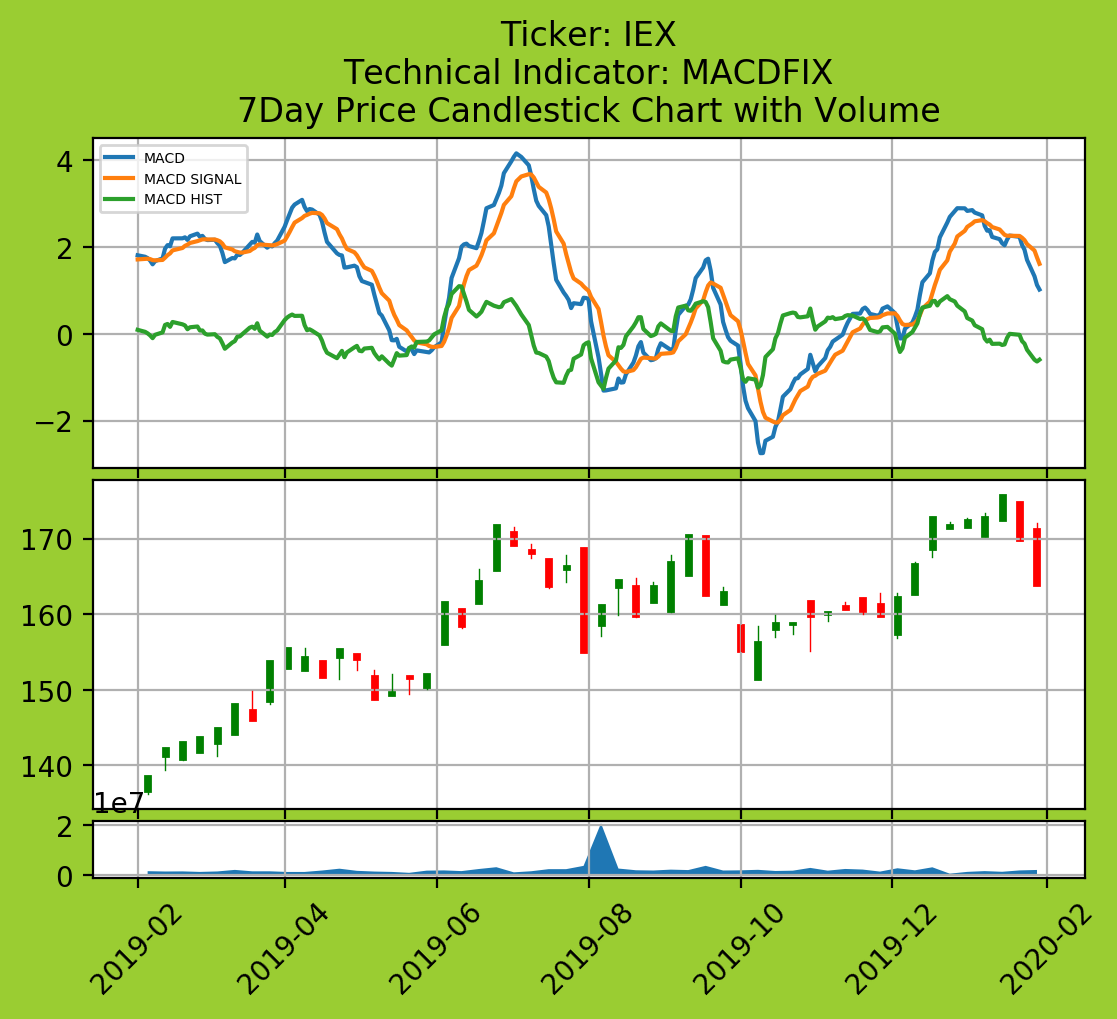 Ticker: IEX
Technical Indicator: MACDFIX
7Day Price Candlestick Chart with Volume
MACD
MACD SIGNAL
MACD HIST
4
2
0
−2
170
160
150
140
1e7
2
0
2019-02
2019-04
2019-06
2019-08
2019-10
2019-12
2020-02